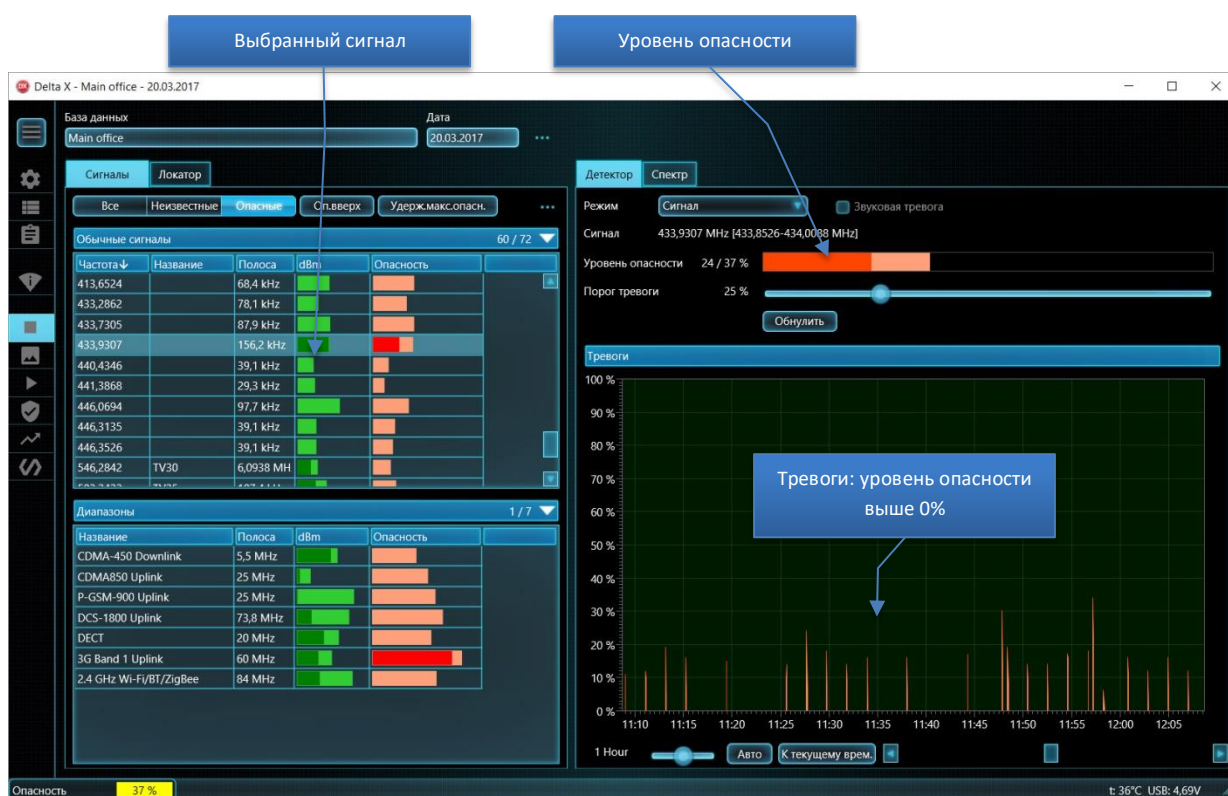 Выбранный сигнал
Уровень опасности
Delta X - Main office - 20.03.2017
База данных
Дата
Main office
20.03.2017
Сигналы
Локатор
Все
Неизвестные
Опасные
Оп.вверх
Удерж.макс.опасн.
Обычные сигналы
60 / 72
Частота Название Полоса dBm Опасность
413,6524 68,4 kHz
433,2862 78,1 kHz
433,7305 87,9 kHz
433,9307 156,2 kHz
440,4346 39,1 kHz
441,3868 29,3 kHz
446,0694 97,7 kHz
446,3135 39,1 kHz
446,3526 39,1 kHz
546,2842 TV30 6,0938 MH
Диапазоны
1 / 7
Название Полоса dBm Опасность
CDMA-450 Downlink 5,5 MHz
CDMA850 Uplink 25 MHz
P-GSM-900 Uplink 25 MHz
DCS-1800 Uplink 73,8 MHz
DECT 20 MHz
3G Band 1 Uplink 60 MHz
2.4 GHz Wi-Fi/BT/ZigBee 84 MHz
Детектор
Спектр
Режим
Сигнал
Звуковая тревога
Сигнал 433,9307 MHz [433,8526-434,0088 MHz]
Уровень опасности 24 / 37 %
Порог тревоги 25 %
Обнулить
Тревоги
100 %
90 %
80 %
70 %
60 %
50 %
40 %
30 %
20 %
10 %
0 %
Тревоги: уровень опасности
выше 0%
11:10 11:15 11:20 11:25 11:30 11:35 11:40 11:45 11:50 11:55 12:00 12:05
1 Hour
Авто
К текущему врем.
Опасность 37 %
t: 36°C USB: 4,69V